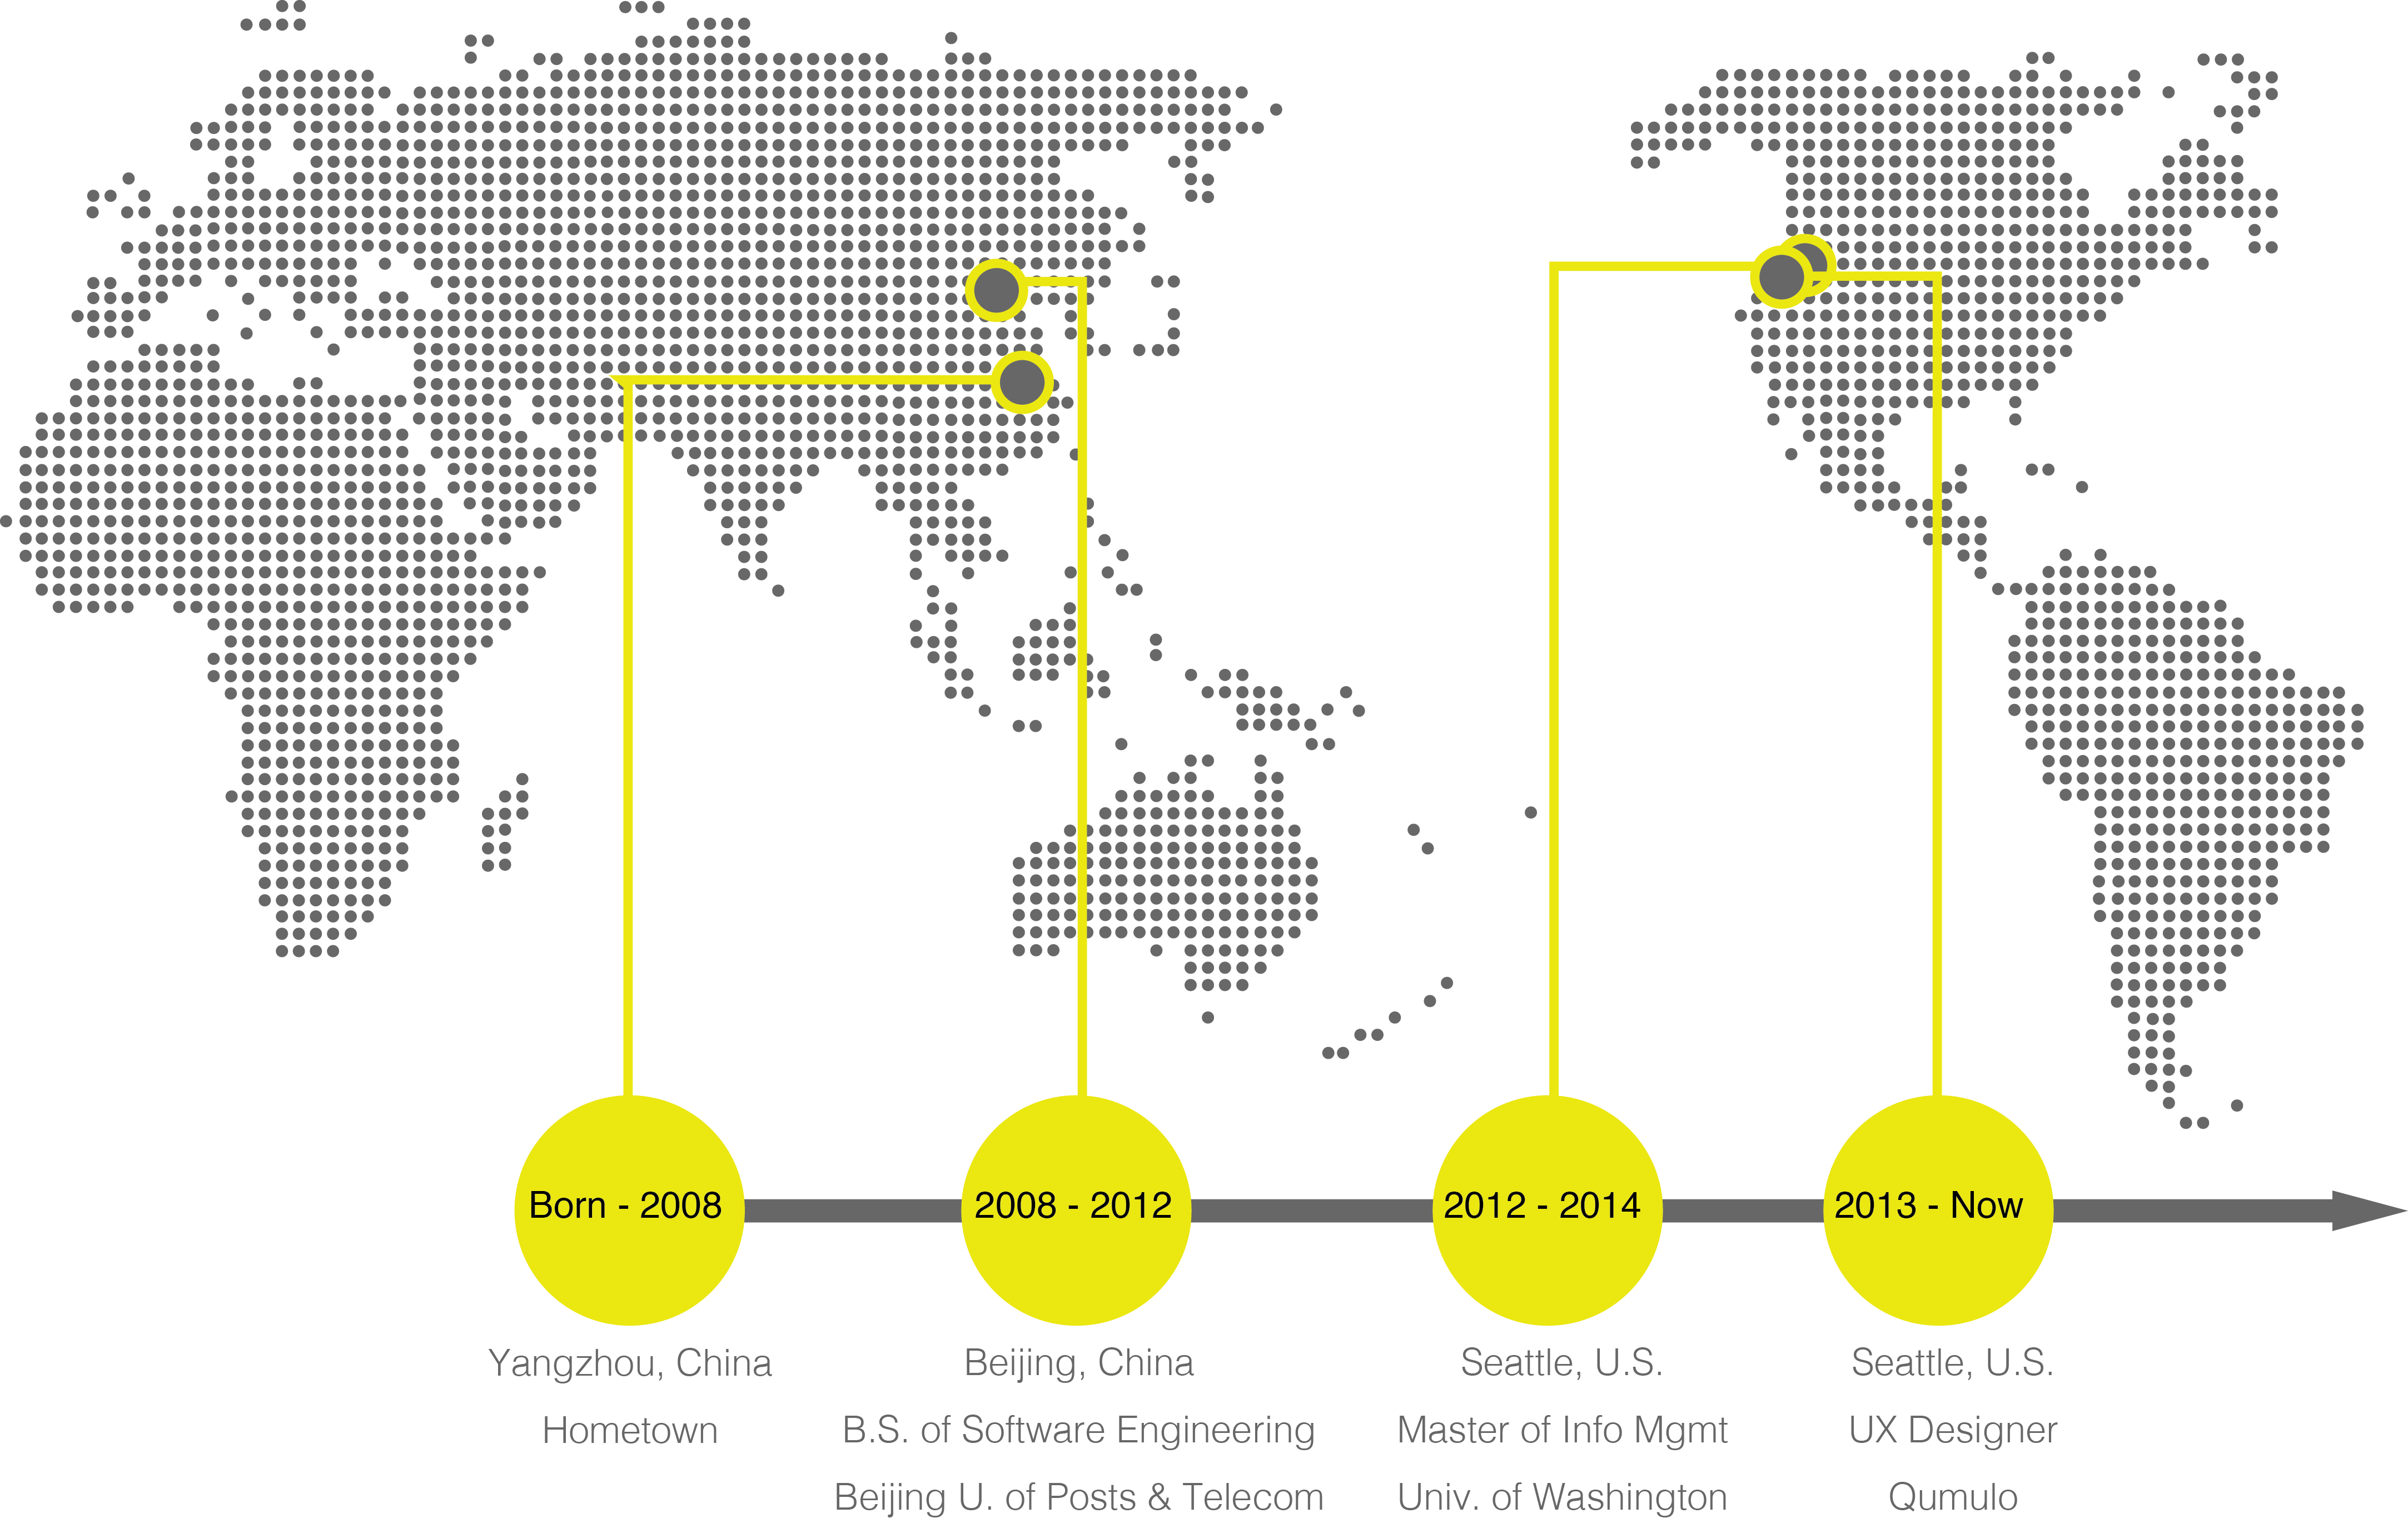 Born - 2008
2008 - 2012
2012 - 2014
2013 - Now
Yangzhou, China
Hometown
Beijing, China
B.S. of Software Engineering
Beijing U. of Posts & Telecom
Seattle, U.S.
Master of Info Mgmt
Univ. of Washington
Seattle, U.S.
UX Designer
Qumulo